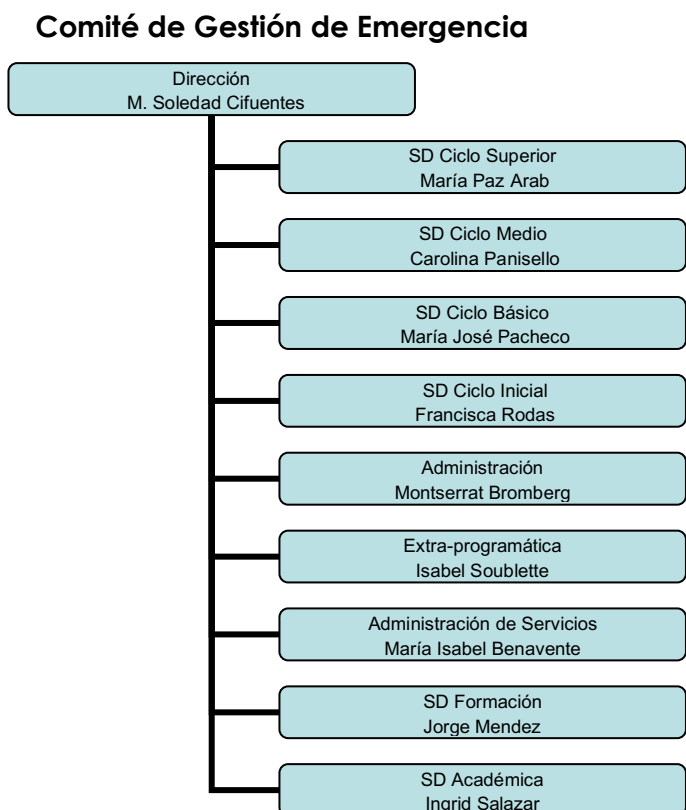 Comité de Gestión de Emergencia
Dirección
M. Soledad Cifuentes
SD Ciclo Superior
María Paz Arab
SD Ciclo Medio
Carolina Panisello
SD Ciclo Básico
María José Pacheco
SD Ciclo Inicial
Francisca Rodas
Administración
Montserrat Bromberg
Extra-programática
Isabel Soublette
Administración de Servicios
María Isabel Benavente
SD Formación
Jorge Mendez
SD Académica
Ingrid Salazar